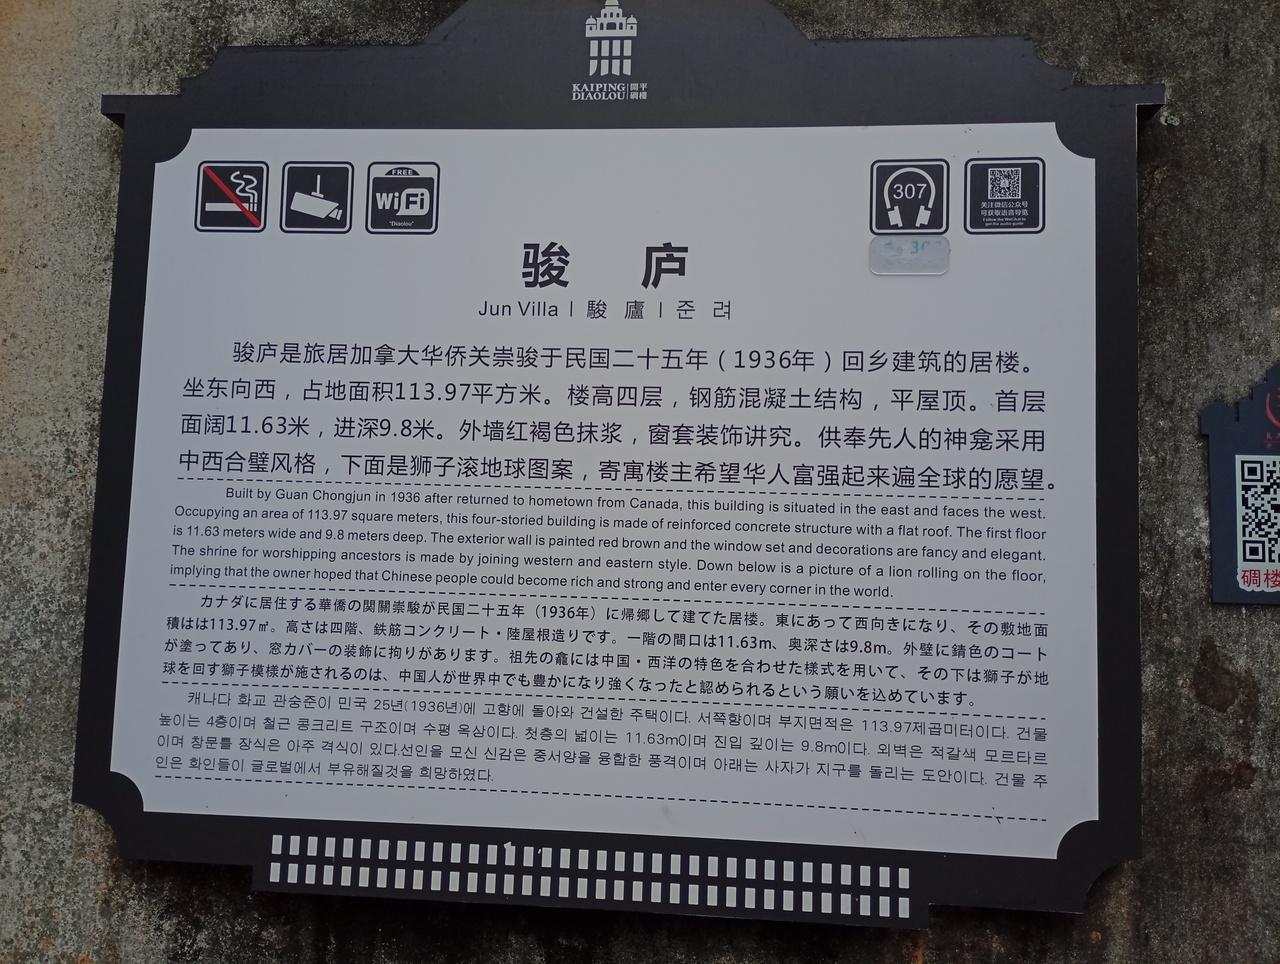 KAIPING 開平
DIAOLOU 碉樓
FREE
WiFi
"Diaolou"
307
关注微信公众号
可获取语音导览
Follow the WeChat to
get the audio guide
骏 庐
Jun Villa | 駿 廬 | 준 려
骏庐是旅居加拿大华侨关崇骏于民国二十五年（1936年）回乡建筑的居楼。
坐东向西，占地面积113.97平方米。楼高四层，钢筋混凝土结构，平屋顶。首层
面阔11.63米，进深9.8米。外墙红褐色抹浆，窗套装饰讲究。供奉先人的神龛采用
中西合璧风格，下面是狮子滚地球图案，寄寓楼主希望华人富强起来遍全球的愿望。
Built by Guan Chongjun in 1936 after returned to hometown from Canada, this building is situated in the east and faces the west.
Occupying an area of 113.97 square meters, this four-storied building is made of reinforced concrete structure with a flat roof. The first floor
is 11.63 meters wide and 9.8 meters deep. The exterior wall is painted red brown and the window set and decorations are fancy and elegant.
The shrine for worshipping ancestors is made by joining western and eastern style. Down below is a picture of a lion rolling on the floor,
implying that the owner hoped that Chinese people could become rich and strong and enter every corner in the world.
カナダに居住する華僑の関關崇駿が民国二十五年（1936年）に帰郷して建てた居楼。東にあって西向きになり、その敷地面
積はは113.97㎡。高さは四階、鉄筋コンクリート・陸屋根造りです。一階の間口は11.63m、奥深さは9.8m。外壁に錆色のコート
が塗ってあり、窓カバーの装飾に拘りがあります。祖先の龕には中国・西洋の特色を合わせた様式を用いて、その下は獅子が地
球を回す獅子模様が施されるのは、中国人が世界中でも豊かになり強くなったと認められるという願いを込めています。
캐나다 화교 관숭준이 민국 25년(1936년)에 고향에 돌아와 건설한 주택이다. 서쪽향이며 부지면적은 113.97제곱미터이다. 건물
높이는 4층이며 철근 콩크리트 구조이며 수평 옥상이다. 첫층의 넓이는 11.63m이며 진입 깊이는 9.8m이다. 외벽은 적갈색 모르타르
이며 창문틀 장식은 아주 격식이 있다.선인을 모신 신감은 중서양을 융합한 풍격이며 아래는 사자가 지구를 돌리는 도안이다. 건물 주
인은 화인들이 글로벌에서 부유해질것을 희망하였다.
碉楼